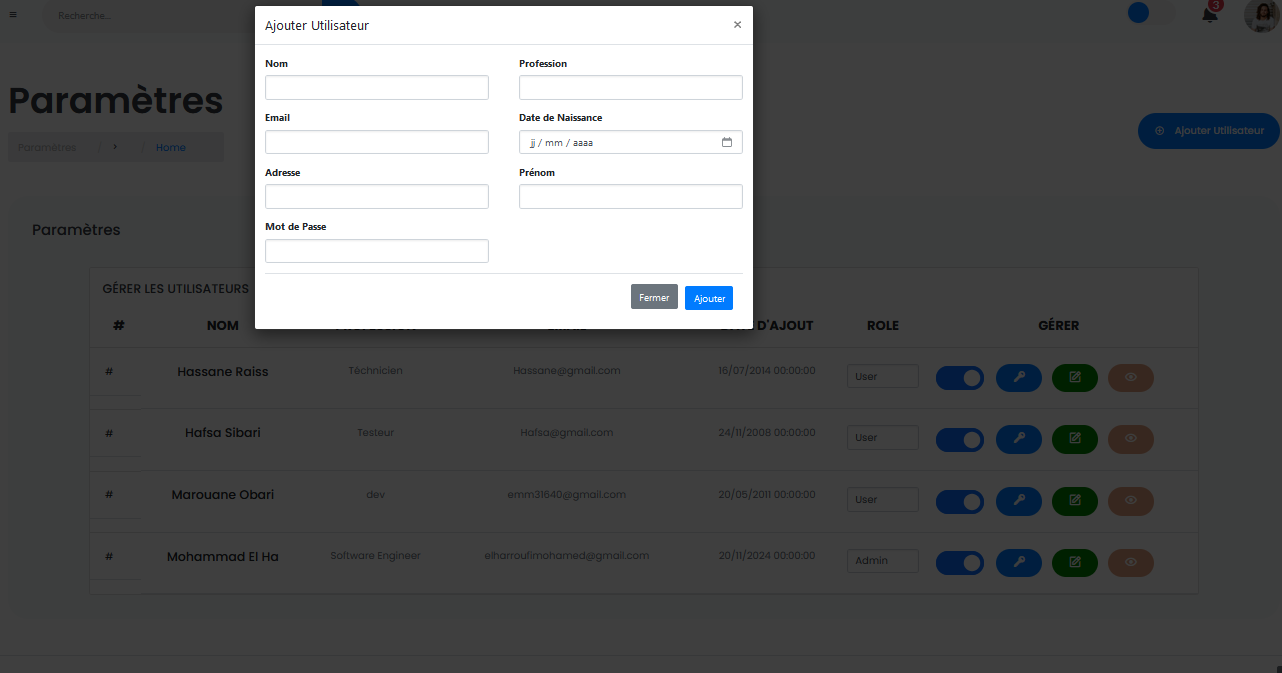 Recherche...
3
Ajouter Utilisateur
×
Nom
Profession
Email
Date de Naissance
jj / mm / aaaa
Adresse
Prénom
Mot de Passe
Fermer
Ajouter
Paramètres
Paramètres > Home
Ajouter Utilisateur
Paramètres
GÉRER LES UTILISATEURS
# NOM D'AJOUT ROLE GÉRER
# Hassane Raiss Téchnicien Hassane@gmail.com 16/07/2014 00:00:00 User
# Hafsa Sibari Testeur Hafsa@gmail.com 24/11/2008 00:00:00 User
# Marouane Obari dev emm31640@gmail.com 20/05/2011 00:00:00 User
# Mohammad El Ha Software Engineer elharroufimohamed@gmail.com 20/11/2024 00:00:00 Admin